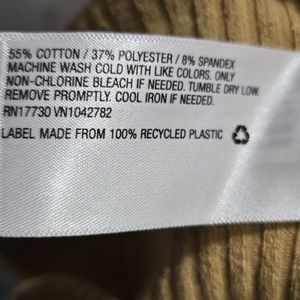 55% COTTON / 37% POLYESTER / 8% SPANDEX
MACHINE WASH COLD WITH LIKE COLORS. ONLY
NON-CHLORINE BLEACH IF NEEDED. TUMBLE DRY LOW.
REMOVE PROMPTLY. COOL IRON IF NEEDED.
RN17730 VN1042782
LABEL MADE FROM 100% RECYCLED PLASTIC